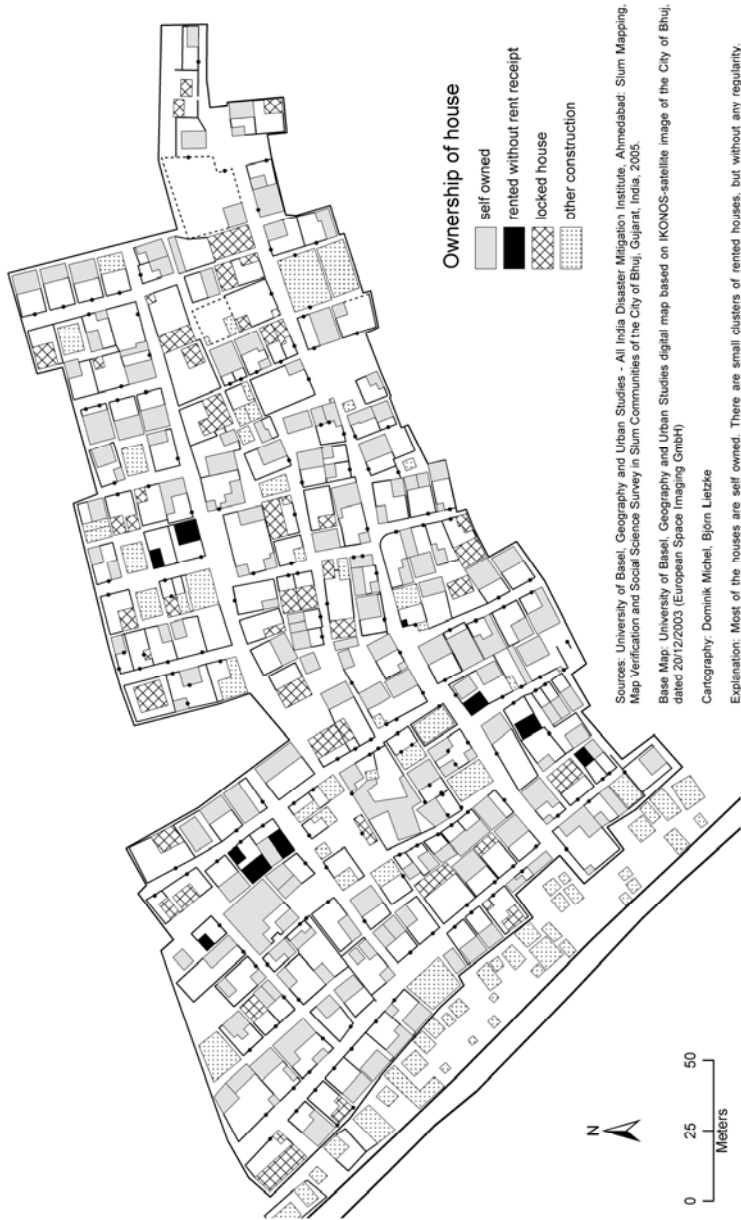 Ownership of house
self owned
rented without rent receipt
locked house
other construction
Sources: University of Basel, Geography and Urban Studies - All India Disaster Mitigation Institute, Ahmedabad: Slum Mapping,
Map Verification and Social Science Survey in Slum Communities of the City of Bhuj, Gujarat, India, 2005.
Base Map: University of Basel, Geography and Urban Studies digital map based on IKONOS-satellite image of the City of Bhuj,
dated 20/12/2003 (European Space Imaging GmbH)
Cartography: Dominik Michel, Björn Lietzke
Explanation: Most of the houses are self owned. There are small clusters of rented houses, but without any regularity.
N
0 25 50
Meters